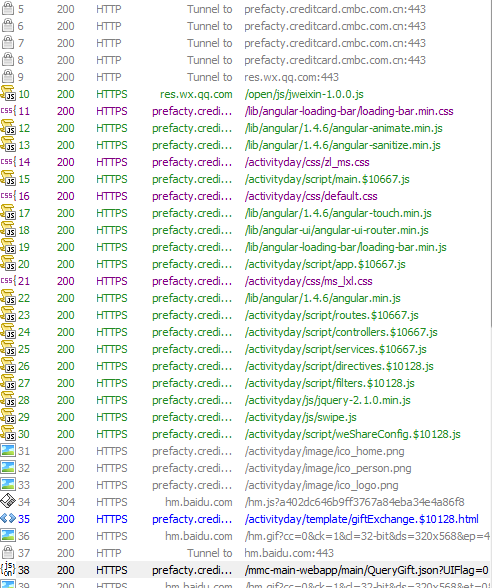 5 200 HTTP Tunnel to prefacty.creditcard.cmbc.com.cn:443
6 200 HTTP Tunnel to prefacty.creditcard.cmbc.com.cn:443
7 200 HTTP Tunnel to prefacty.creditcard.cmbc.com.cn:443
8 200 HTTP Tunnel to prefacty.creditcard.cmbc.com.cn:443
9 200 HTTP Tunnel to res.wx.qq.com:443
10 200 HTTPS res.wx.qq.com /open/js/jweixin-1.0.0.js
11 200 HTTPS prefacty.credi... /lib/angular-loading-bar/loading-bar.min.css
12 200 HTTPS prefacty.credi... /lib/angular/1.4.6/angular-animate.min.js
13 200 HTTPS prefacty.credi... /lib/angular/1.4.6/angular-sanitize.min.js
14 200 HTTPS prefacty.credi... /activityday/css/zl_ms.css
15 200 HTTPS prefacty.credi... /activityday/script/main.$10667.js
16 200 HTTPS prefacty.credi... /activityday/css/default.css
17 200 HTTPS prefacty.credi... /lib/angular/1.4.6/angular-touch.min.js
18 200 HTTPS prefacty.credi... /lib/angular-ui/angular-ui-router.min.js
19 200 HTTPS prefacty.credi... /lib/angular-loading-bar/loading-bar.min.js
20 200 HTTPS prefacty.credi... /activityday/script/app.$10667.js
21 200 HTTPS prefacty.credi... /activityday/css/ms_lxl.css
22 200 HTTPS prefacty.credi... /lib/angular/1.4.6/angular.min.js
23 200 HTTPS prefacty.credi... /activityday/script/routes.$10667.js
24 200 HTTPS prefacty.credi... /activityday/script/controllers.$10667.js
25 200 HTTPS prefacty.credi... /activityday/script/services.$10667.js
26 200 HTTPS prefacty.credi... /activityday/script/directives.$10128.js
27 200 HTTPS prefacty.credi... /activityday/script/filters.$10128.js
28 200 HTTPS prefacty.credi... /activityday/js/jquery-2.1.0.min.js
29 200 HTTPS prefacty.credi... /activityday/js/swipe.js
30 200 HTTPS prefacty.credi... /activityday/script/weShareConfig.$10128.js
31 200 HTTPS prefacty.credi... /activityday/image/ico_home.png
32 200 HTTPS prefacty.credi... /activityday/image/ico_person.png
33 200 HTTPS prefacty.credi... /activityday/image/ico_logo.png
34 304 HTTPS hm.baidu.com /hm.js?a402dc646b9ff3767a84eba34e4a86f8
35 200 HTTPS prefacty.credi... /activityday/template/giftExchange.$10128.html
36 200 HTTPS hm.baidu.com /hm.gif?cc=0&ck=1&cl=32-bit&ds=320x568&ep=4
37 200 HTTP Tunnel to hm.baidu.com:443
38 200 HTTPS prefacty.credi... /mmc-main-webapp/main/QueryGift.json?UIFlag=0
39 200 HTTPS hm.baidu.com /hm.gif?cc=0&ck=1&cl=32-bit&ds=320x568&et=0